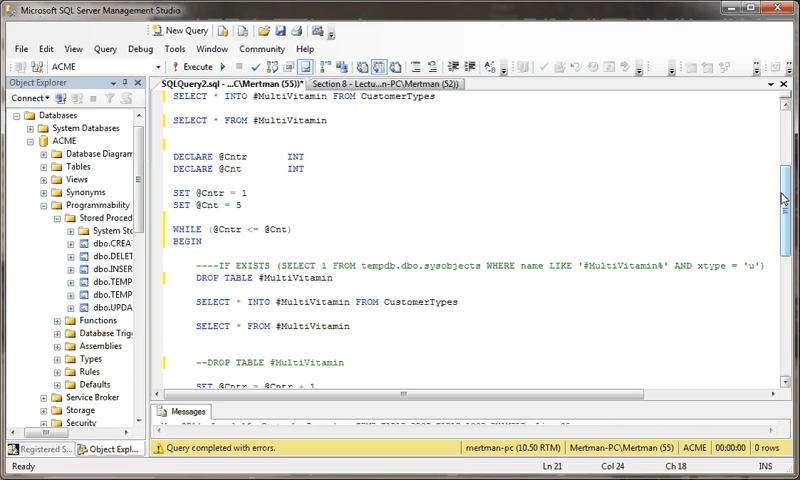 Microsoft SQL Server Management Studio
New Query
File Edit View Query Debug Tools Window Community Help
ACME Execute
Object Explorer
SQLQuery2.sql - ...C\Mertman (55))* Section 8 - Lectu...n-PC\Mertman (52))
Connect
Databases
System Databases
ACME
Database Diagram
Tables
Views
Synonyms
Programmability
Stored Proced
System Sto
dbo.CREA
dbo.DELET
dbo.INSER
dbo.TEMP
dbo.TEMP
dbo.UPDA
Functions
Database Trigg
Assemblies
Types
Rules
Defaults
Service Broker
Storage
Security
SELECT * INTO #MultiVitamin FROM CustomerTypes
SELECT * FROM #MultiVitamin
DECLARE @Cntr INT
DECLARE @Cnt INT
SET @Cntr = 1
SET @Cnt = 5
WHILE (@Cntr <= @Cnt)
BEGIN
----IF EXISTS (SELECT 1 FROM tempdb.dbo.sysobjects WHERE name LIKE '#MultiVitamin%' AND xtype = 'u')
DROP TABLE #MultiVitamin
SELECT * INTO #MultiVitamin FROM CustomerTypes
SELECT * FROM #MultiVitamin
--DROP TABLE #MultiVitamin
SET @Cntr = @Cntr + 1
Messages
Registered S... Object Expl...
Query completed with errors. mertman-pc (10.50 RTM) Mertman-PC\Mertman (55) ACME 00:00:00 0 rows
Ready Ln 21 Col 24 Ch 18 INS